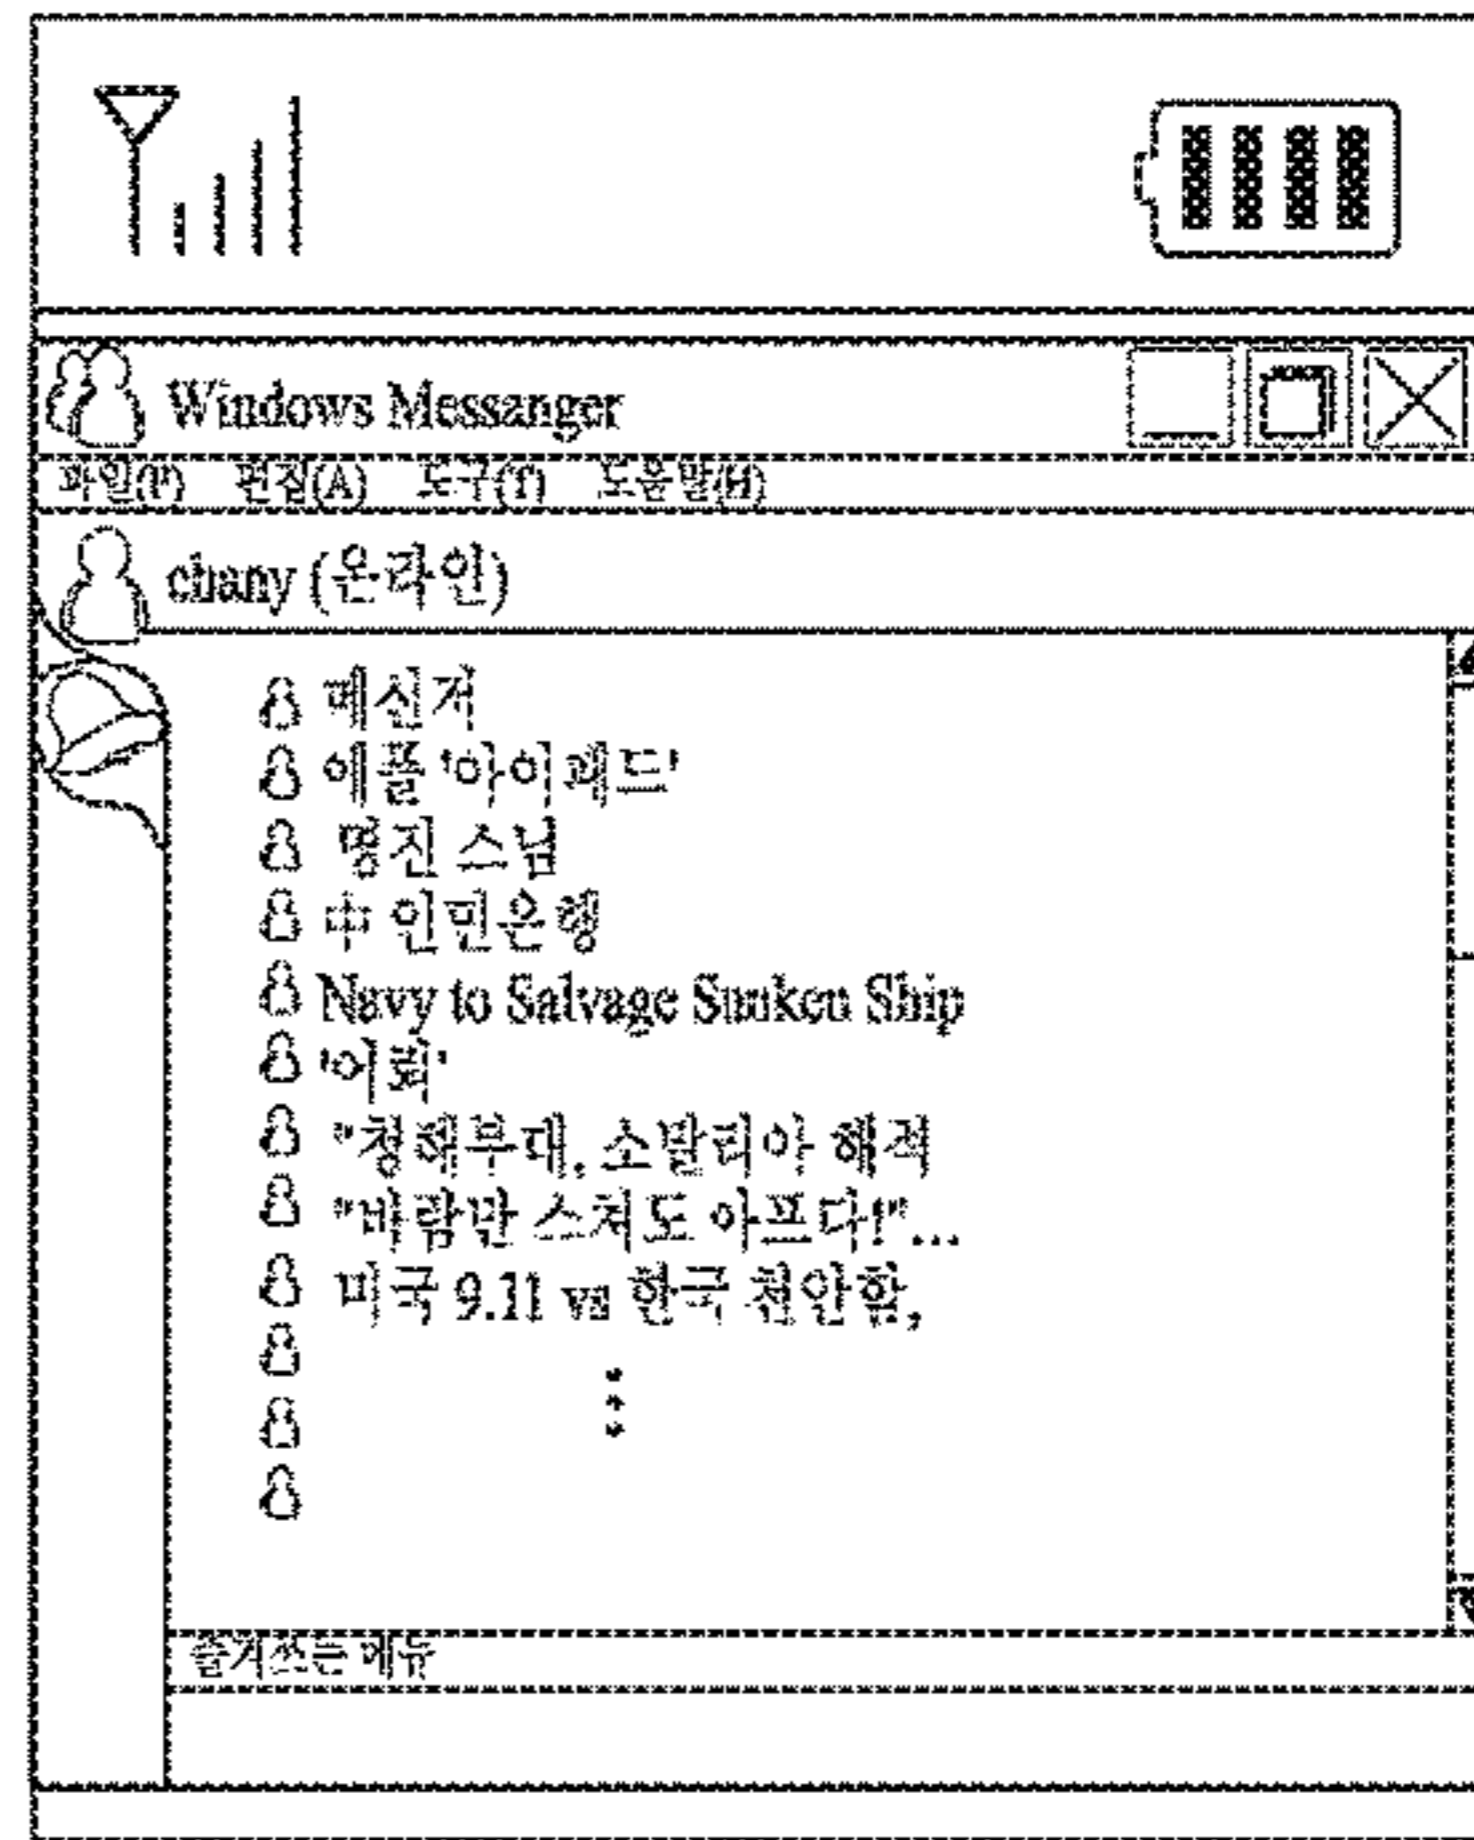 Windows Messanger
파일(F) 편집(A) 도구(T) 도움말(H)
chany (온라인)
메신저
애플 '아이패드'
명진 스님
中 인민은행
Navy to Salvage Sunken Ship
"청해부대, 소말리아 해적
"바람만 스쳐도 아프다!"...
미국 9.11 vs 한국 천안함,
즐겨쓰는 메뉴